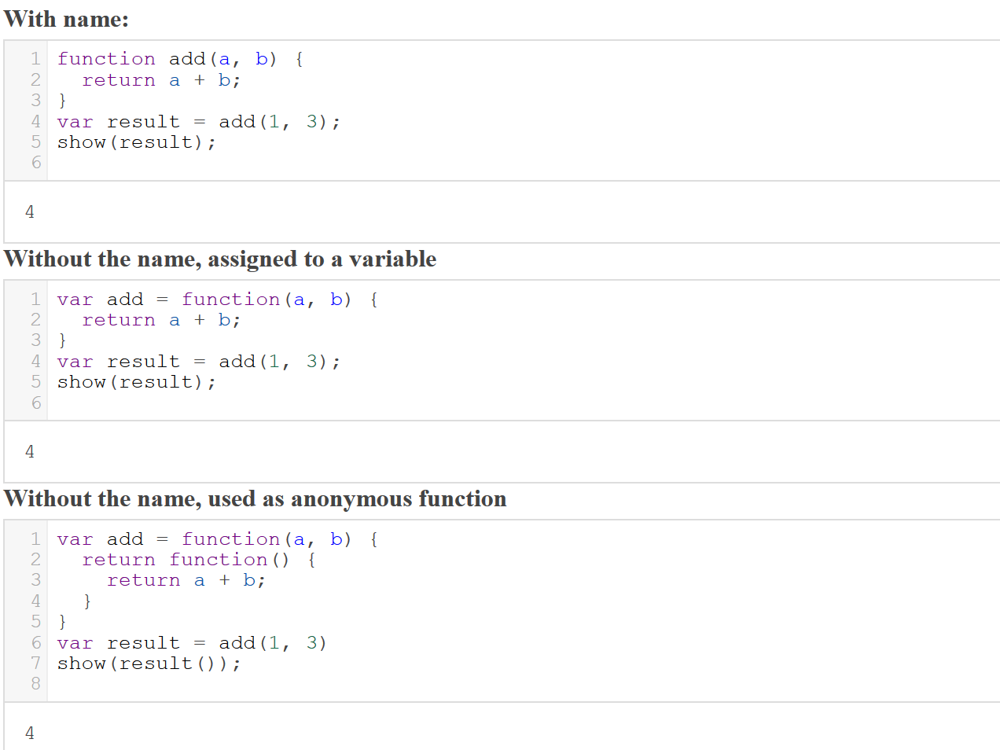 With name:
1 function add(a, b) {
2   return a + b;
3 }
4 var result = add(1, 3);
5 show(result);
6
4
Without the name, assigned to a variable
1 var add = function(a, b) {
2   return a + b;
3 }
4 var result = add(1, 3);
5 show(result);
6
4
Without the name, used as anonymous function
1 var add = function(a, b) {
2   return function() {
3     return a + b;
4   }
5 }
6 var result = add(1, 3)
7 show(result());
8
4